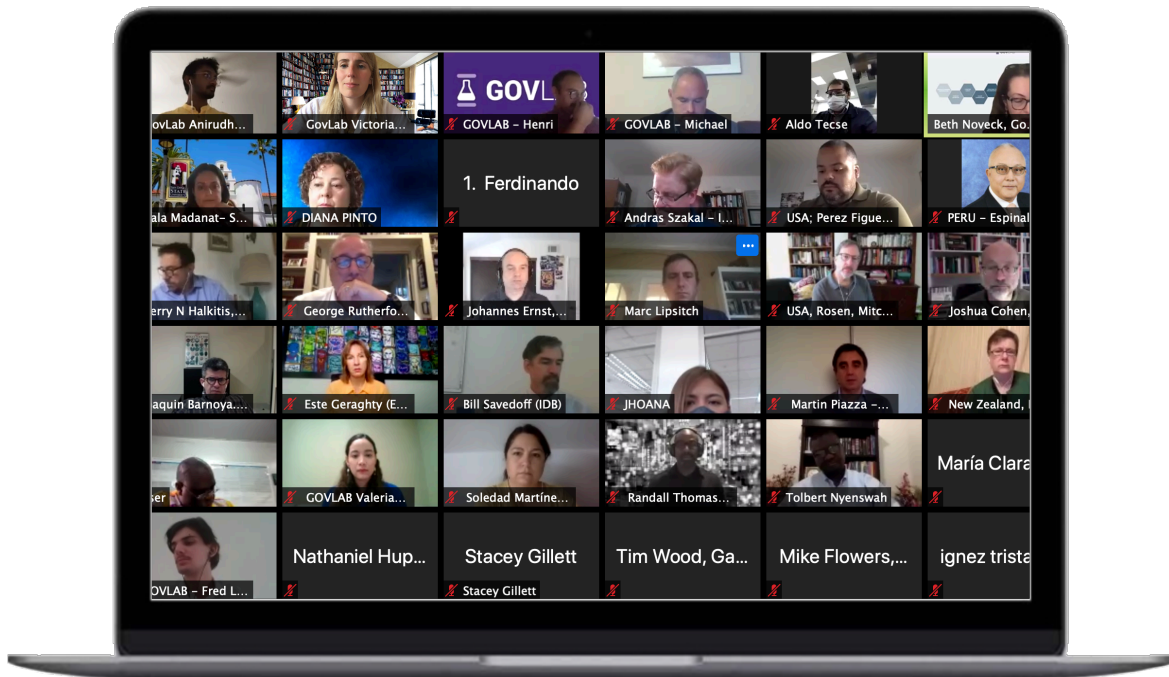 ovLab Anirudh...
GovLab Victoria...
GOVL
GOVLAB – Henri
GOVLAB – Michael
Aldo Tecse
Beth Noveck, Go.
ala Madanat– S...
DIANA PINTO
1. Ferdinando
Andras Szakal – I...
USA; Perez Figue...
PERU – Espinal
erry N Halkitis,...
George Rutherfo...
Johannes Ernst,...
Marc Lipsitch
USA, Rosen, Mitc...
Joshua Cohen,
aquin Barnoya....
Este Geraghty (E...
Bill Savedoff (IDB)
JHOANA
Martin Piazza –...
New Zealand,
ser
GOVLAB Valeria...
Soledad Martíne...
Randall Thomas...
Tolbert Nyenswah
María Clara
OVLAB – Fred L...
Nathaniel Hup...
Stacey Gillett
Stacey Gillett
Tim Wood, Ga...
Mike Flowers,...
ignez trista